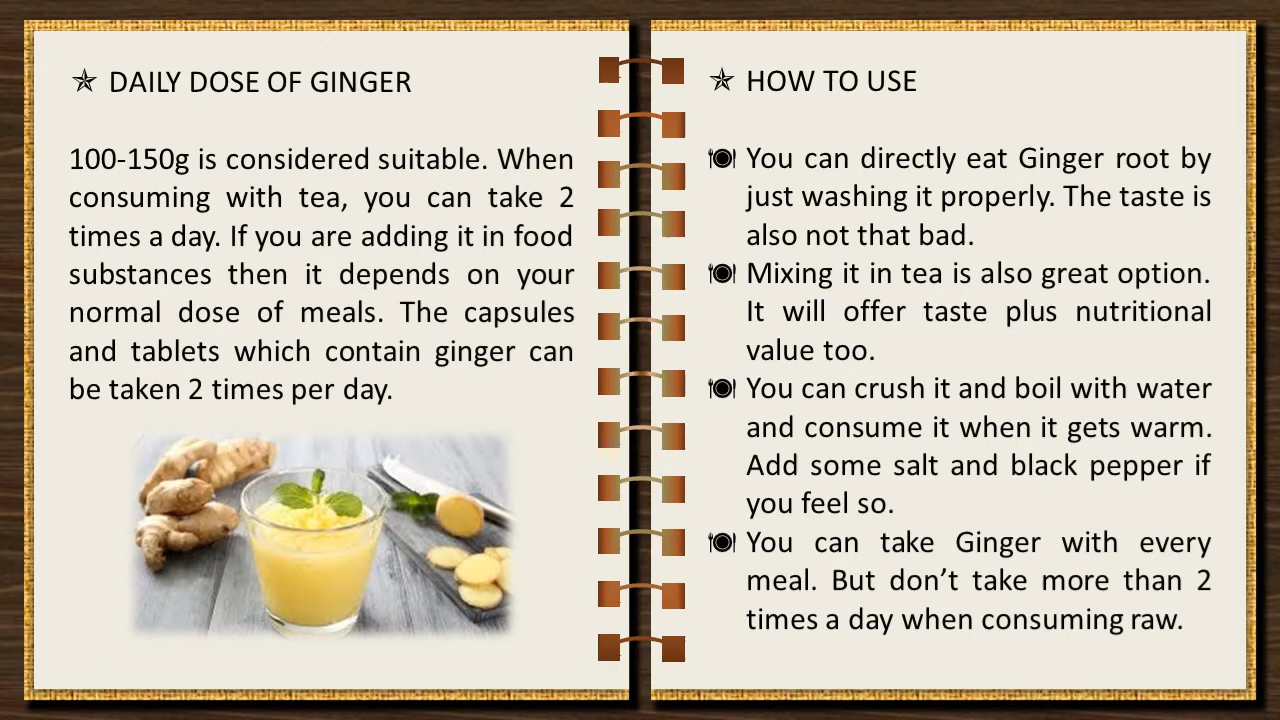 ✯ DAILY DOSE OF GINGER
100-150g is considered suitable. When
consuming with tea, you can take 2
times a day. If you are adding it in food
substances then it depends on your
normal dose of meals. The capsules
and tablets which contain ginger can
be taken 2 times per day.
✯ HOW TO USE
🍽 You can directly eat Ginger root by
just washing it properly. The taste is
also not that bad.
🍽 Mixing it in tea is also great option.
It will offer taste plus nutritional
value too.
🍽 You can crush it and boil with water
and consume it when it gets warm.
Add some salt and black pepper if
you feel so.
🍽 You can take Ginger with every
meal. But don’t take more than 2
times a day when consuming raw.